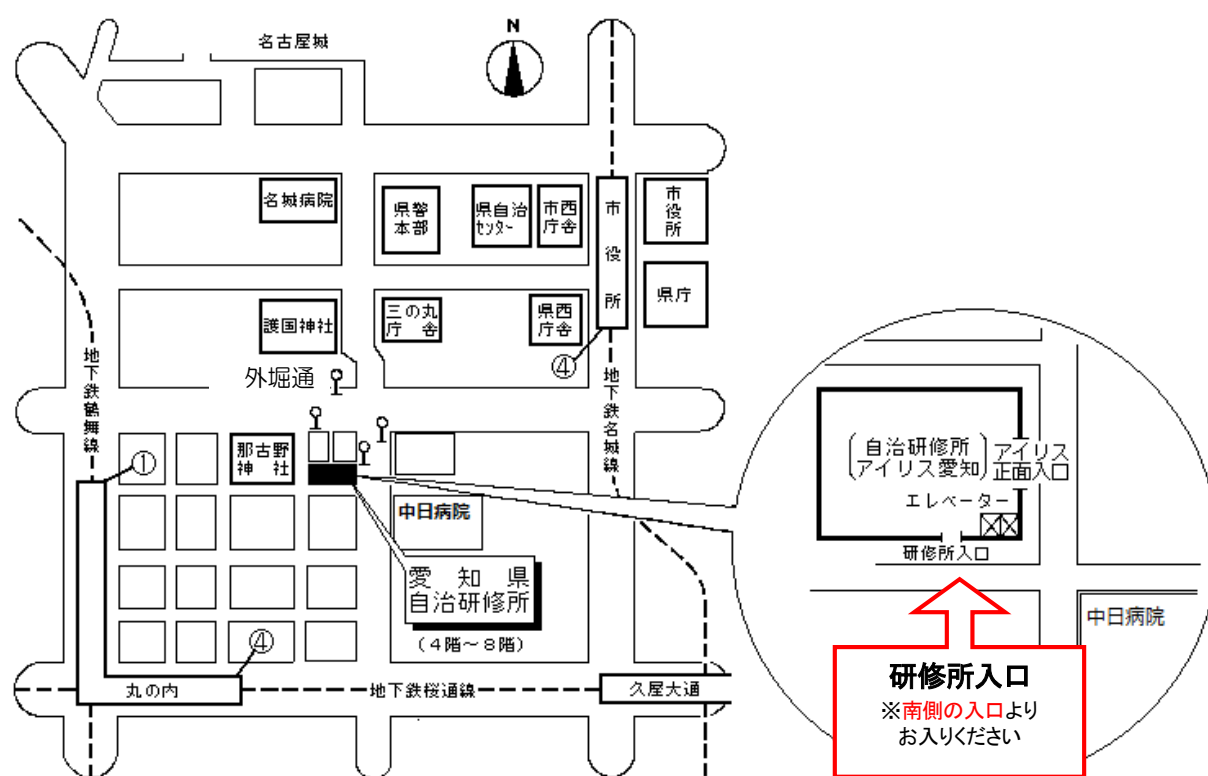 N
名古屋城
名城病院
県警
本部
県自治
ｾﾝﾀｰ
市西
庁舎
市役所
市役所
護国神社
三の丸
庁舎
県西
庁舎
県庁
④
地下鉄鶴舞線
外堀通
地下鉄名城線
那古野
神社
①
中日病院
愛知県
自治研修所
(4階～8階)
④
丸の内
地下鉄桜通線
久屋大通
(自治研修所
アイリス愛知)
アイリス
正面入口
エレベーター
研修所入口
中日病院
研修所入口
※南側の入口より
お入りください